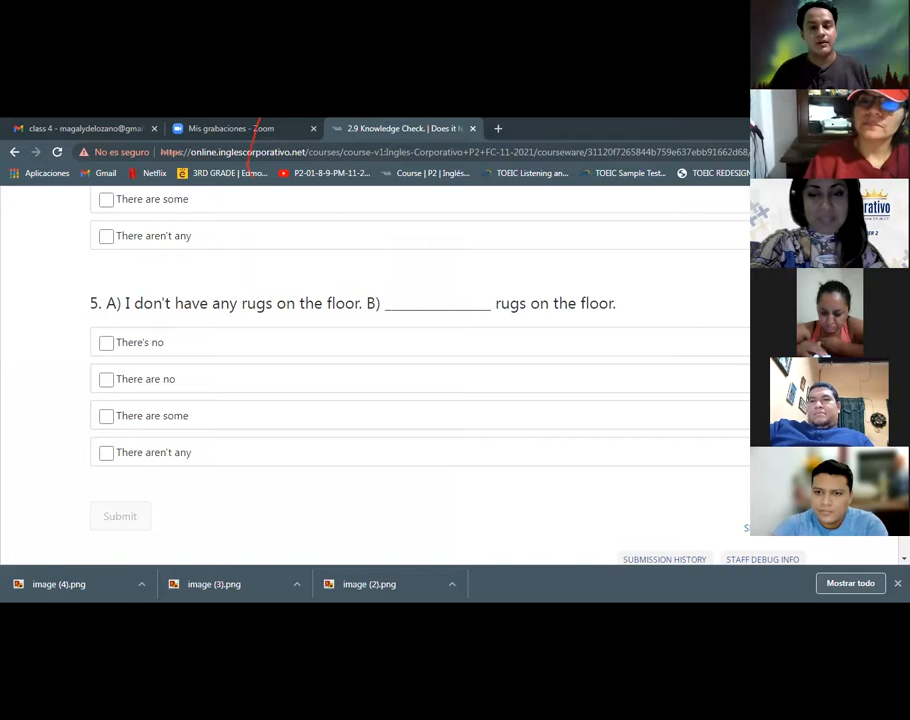 class 4 - magalydelozano@gmai
Mis grabaciones - Zoom
2.9 Knowledge Check. | Does it h
No es seguro
https://online.inglescorporativo.net/courses/course-v1:Ingles-Corporativo+P2+FC-11-2021/courseware/31120f7265844b759e637ebb91662d68/
Aplicaciones
Gmail
Netflix
3RD GRADE | Edmo...
P2-01-8-9-PM-11-2...
Course | P2 | Inglés...
TOEIC Listening an...
TOEIC Sample Test...
TOEIC REDESIGN
orativo
ER 2
There are some
There aren't any
5. A) I don't have any rugs on the floor. B) ______________ rugs on the floor.
There's no
There are no
There are some
There aren't any
Submit
S
SUBMISSION HISTORY
STAFF DEBUG INFO
image (4).png
image (3).png
image (2).png
Mostrar todo